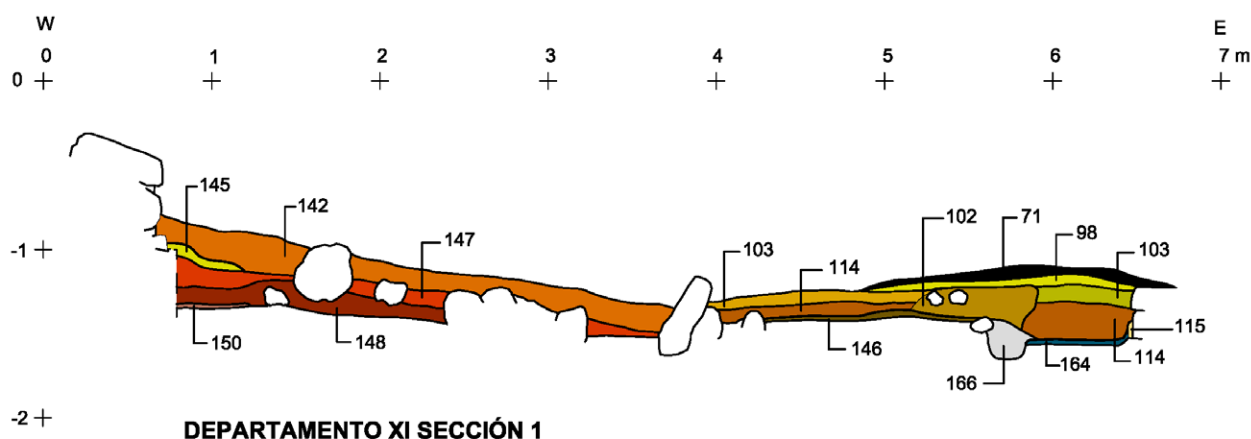 W E
0 1 2 3 4 5 6 7 m
0
145 142 147 103 114 102 71 98 103
-1
150 148 146 166 164 114 115
-2
DEPARTAMENTO XI SECCIÓN 1